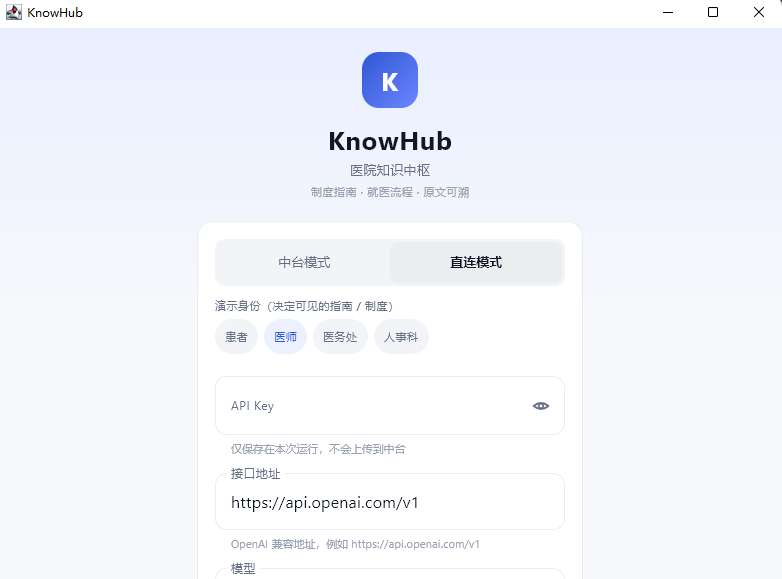 KnowHub
K
KnowHub
医院知识中枢
制度指南 · 就医流程 · 原文可溯
中台模式
直连模式
演示身份（决定可见的指南 / 制度）
患者
医师
医务处
人事科
API Key
仅保存在本次运行，不会上传到中台
接口地址
https://api.openai.com/v1
OpenAI 兼容地址，例如 https://api.openai.com/v1
模型